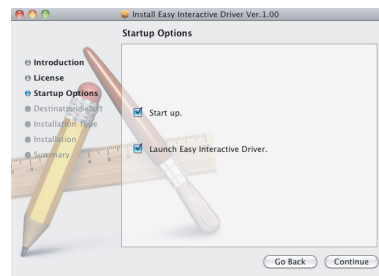 Install Easy Interactive Driver Ver.1.00
Startup Options
Introduction
License
Startup Options
Destination Select
Installation Type
Installation
Summary
Start up.
Launch Easy Interactive Driver.
Go Back
Continue